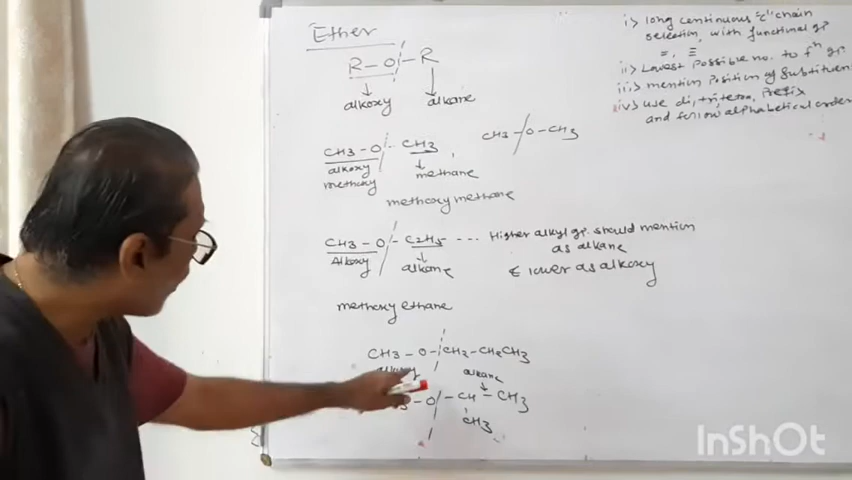 Ether
R - O - R
alkoxy alkane
CH3 - O - CH3
alkoxy
methoxy methane
methoxymethane
CH3 - O - CH3
CH3 - O - C2H5 --- Higher alkyl gp. should mention
as alkane
Alkoxy alkane & lower as alkoxy
methoxy ethane
CH3 - O - CH2 - CH2CH3
alkane
- O - CH - CH3
CH3
i> long continuous "c" chain
selection, with functional gp
=, ≡
ii> Lowest possible no. to fn gp.
iii> mention position of substituent
iv> use di, tri, tetra, prefix
and follow alphabetical order
InShOt